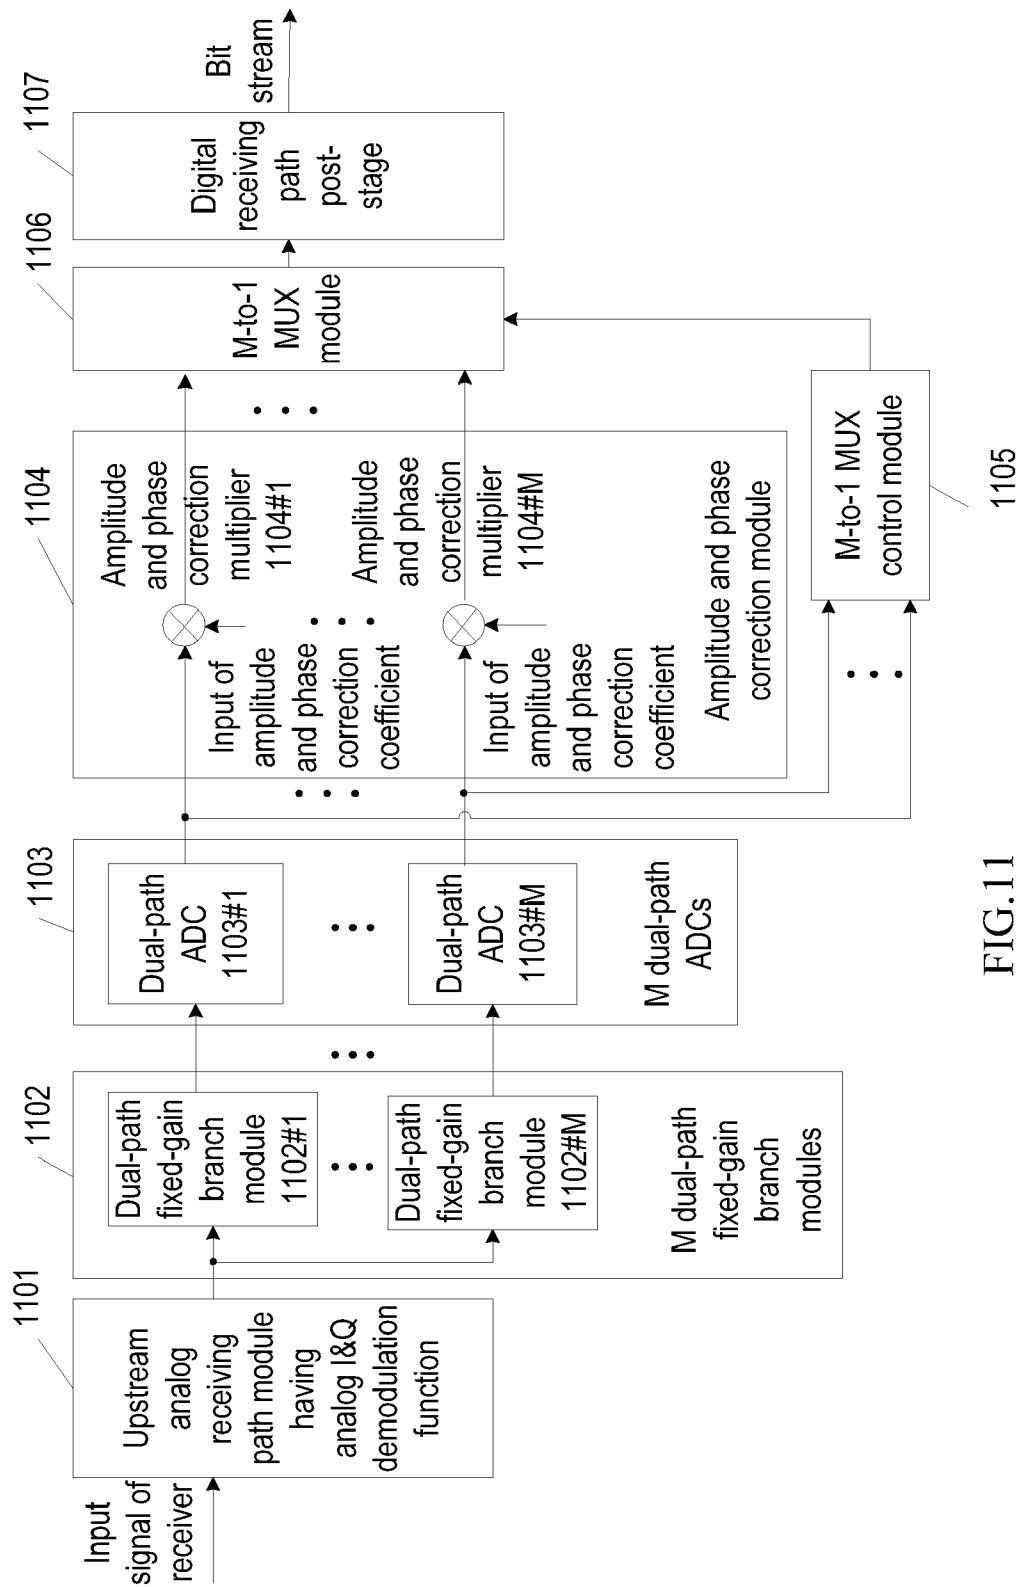 Input
signal of
receiver
1101
Upstream
analog
receiving
path module
having
analog I&Q
demodulation
function
1102
Dual-path
fixed-gain
branch
module
1102#1
Dual-path
fixed-gain
branch
module
1102#M
M dual-path
fixed-gain
branch
modules
1103
Dual-path
ADC
1103#1
Dual-path
ADC
1103#M
M dual-path
ADCs
1104
Amplitude
and phase
correction
multiplier
1104#1
Input of
amplitude
and phase
correction
coefficient
Amplitude
and phase
correction
multiplier
1104#M
Input of
amplitude
and phase
correction
coefficient
Amplitude and phase
correction module
M-to-1 MUX
control module
1105
1106
M-to-1
MUX
module
1107
Digital
receiving
path
post-
stage
Bit
stream
FIG.11